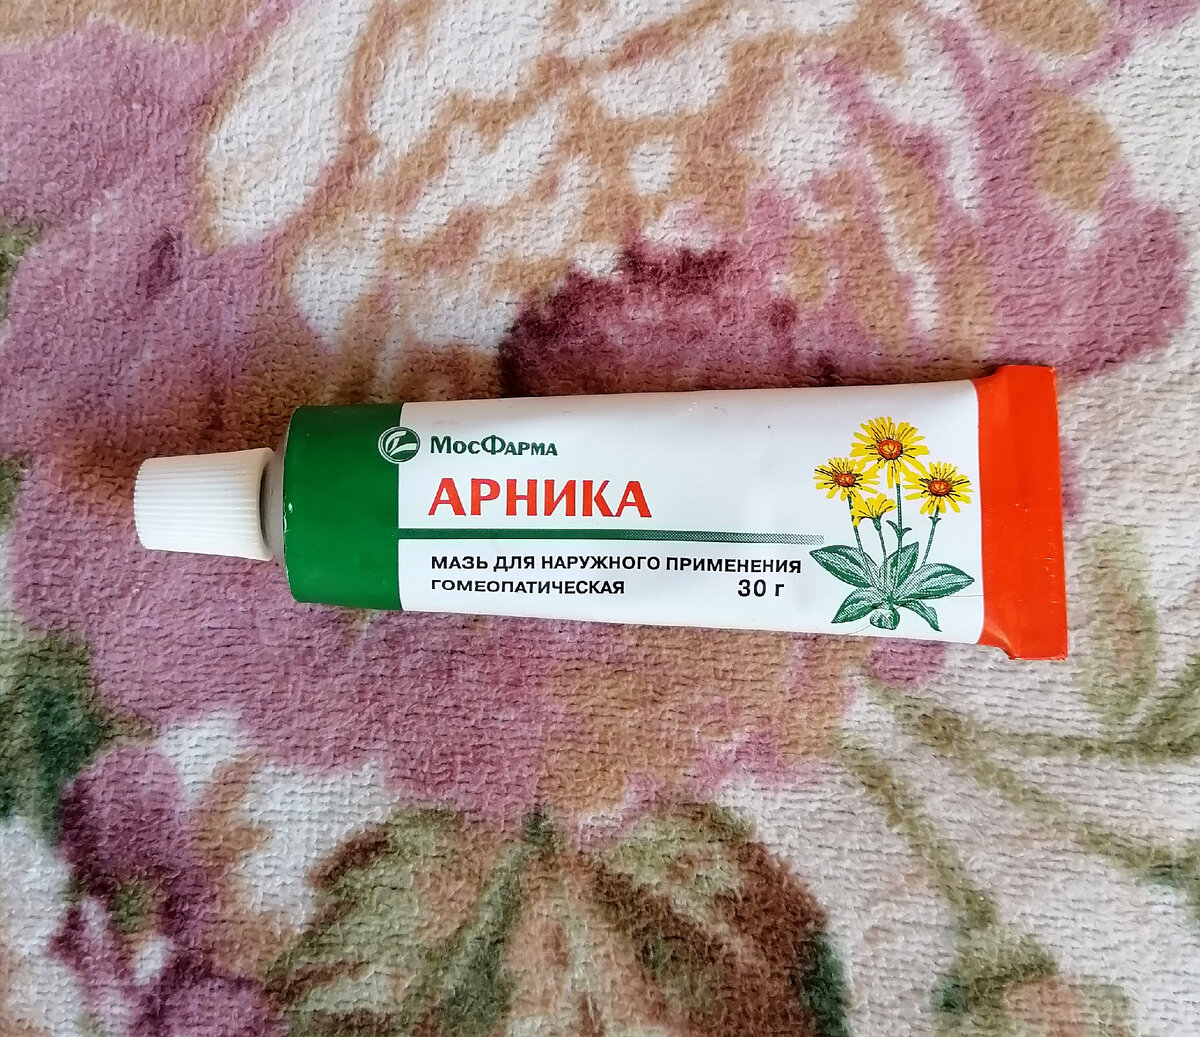 МосФарма
АРНИКА
МАЗЬ ДЛЯ НАРУЖНОГО ПРИМЕНЕНИЯ
ГОМЕОПАТИЧЕСКАЯ 30 г